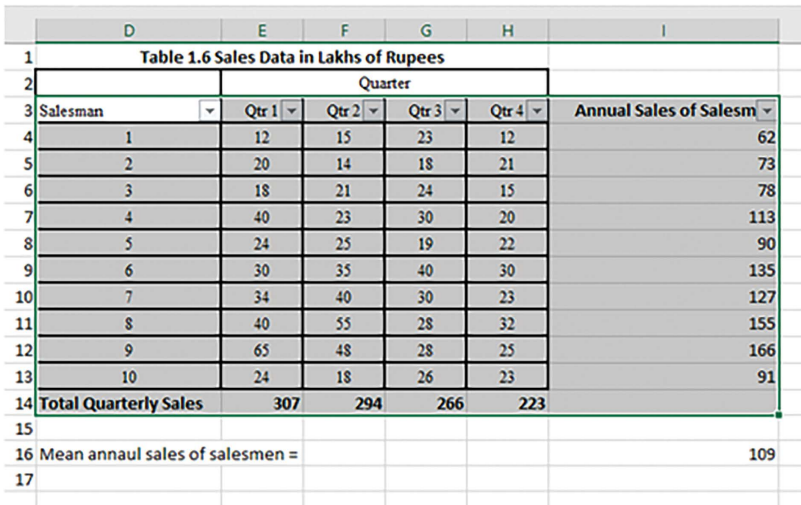 D E F G H I
1 Table 1.6 Sales Data in Lakhs of Rupees
2 Quarter
3 Salesman Qtr 1 Qtr 2 Qtr 3 Qtr 4 Annual Sales of Salesm
4 1 12 15 23 12 62
5 2 20 14 18 21 73
6 3 18 21 24 15 78
7 4 40 23 30 20 113
8 5 24 25 19 22 90
9 6 30 35 40 30 135
10 7 34 40 30 23 127
11 8 40 55 28 32 155
12 9 65 48 28 25 166
13 10 24 18 26 23 91
14 Total Quarterly Sales 307 294 266 223
15
16 Mean annaul sales of salesmen = 109
17